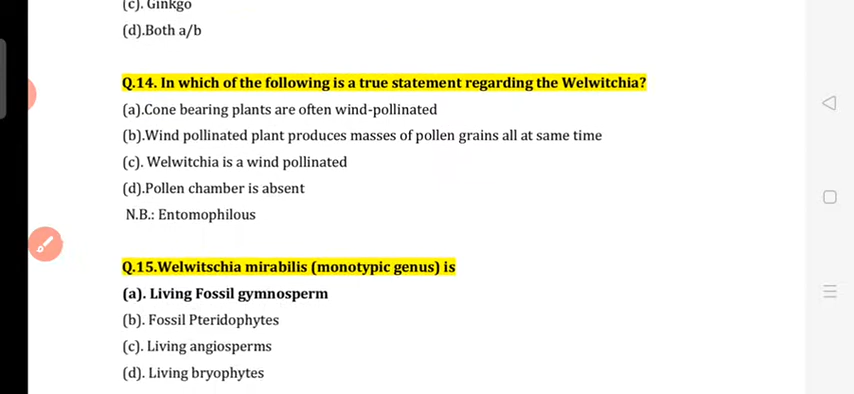 (c). Ginkgo
(d).Both a/b
Q.14. In which of the following is a true statement regarding the Welwitchia?
(a).Cone bearing plants are often wind-pollinated
(b).Wind pollinated plant produces masses of pollen grains all at same time
(c). Welwitchia is a wind pollinated
(d).Pollen chamber is absent
N.B.: Entomophilous
Q.15.Welwitschia mirabilis (monotypic genus) is
(a). Living Fossil gymnosperm
(b). Fossil Pteridophytes
(c). Living angiosperms
(d). Living bryophytes